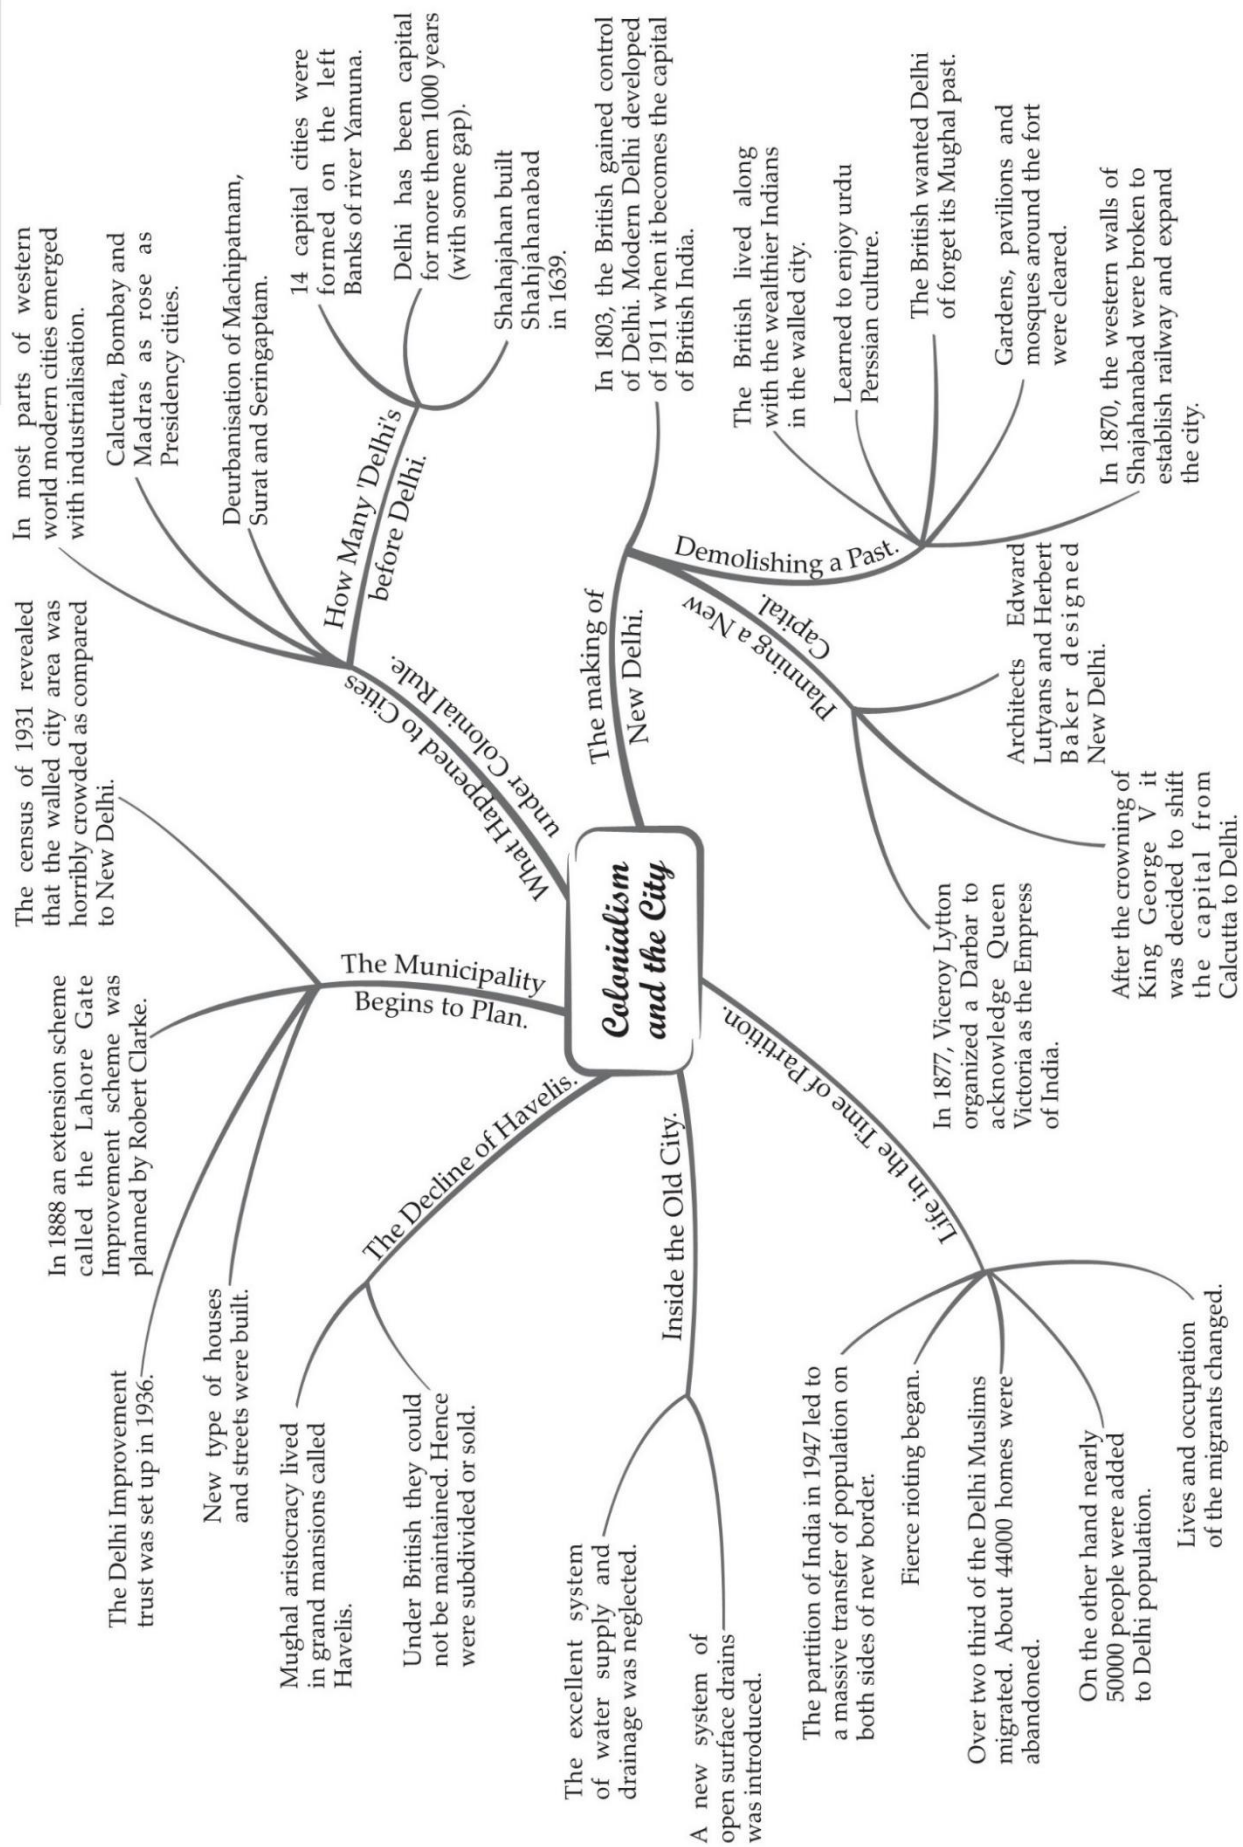 Colonialism
and the City
What Happened to Cities
under Colonial Rule.
In most parts of western
world modern cities emerged
with industrialisation.
Calcutta, Bombay and
Madras as rose as
Presidency cities.
Deurbanisation of Machipatnam,
Surat and Seringaptam.
How Many 'Delhi's
before Delhi.
14 capital cities were
formed on the left
Banks of river Yamuna.
Delhi has been capital
for more them 1000 years
(with some gap).
Shahajahan built
Shahjahanabad
in 1639.
The making of
New Delhi.
In 1803, the British gained control
of Delhi. Modern Delhi developed
of 1911 when it becomes the capital
of British India.
Demolishing a Past.
The British lived along
with the wealthier Indians
in the walled city.
Learned to enjoy urdu
Perssian culture.
The British wanted Delhi
of forget its Mughal past.
Gardens, pavilions and
mosques around the fort
were cleared.
In 1870, the western walls of
Shajahanabad were broken to
establish railway and expand
the city.
Planning a New
Capital.
Architects Edward
Lutyans and Herbert
Baker designed
New Delhi.
After the crowning of
King George V it
was decided to shift
the capital from
Calcutta to Delhi.
In 1877, Viceroy Lytton
organized a Darbar to
acknowledge Queen
Victoria as the Empress
of India.
Life in the Time of Partition.
The partition of India in 1947 led to
a massive transfer of population on
both sides of new border.
Fierce rioting began.
Over two third of the Delhi Muslims
migrated. About 44000 homes were
abandoned.
On the other hand nearly
50000 people were added
to Delhi population.
Lives and occupation
of the migrants changed.
Inside the Old City.
The excellent system
of water supply and
drainage was neglected.
A new system of
open surface drains
was introduced.
The Decline of Havelis.
Mughal aristocracy lived
in grand mansions called
Havelis.
Under British they could
not be maintained. Hence
were subdivided or sold.
The Municipality
Begins to Plan.
The Delhi Improvement
trust was set up in 1936.
New type of houses
and streets were built.
In 1888 an extension scheme
called the Lahore Gate
Improvement scheme was
planned by Robert Clarke.
The census of 1931 revealed
that the walled city area was
horribly crowded as compared
to New Delhi.